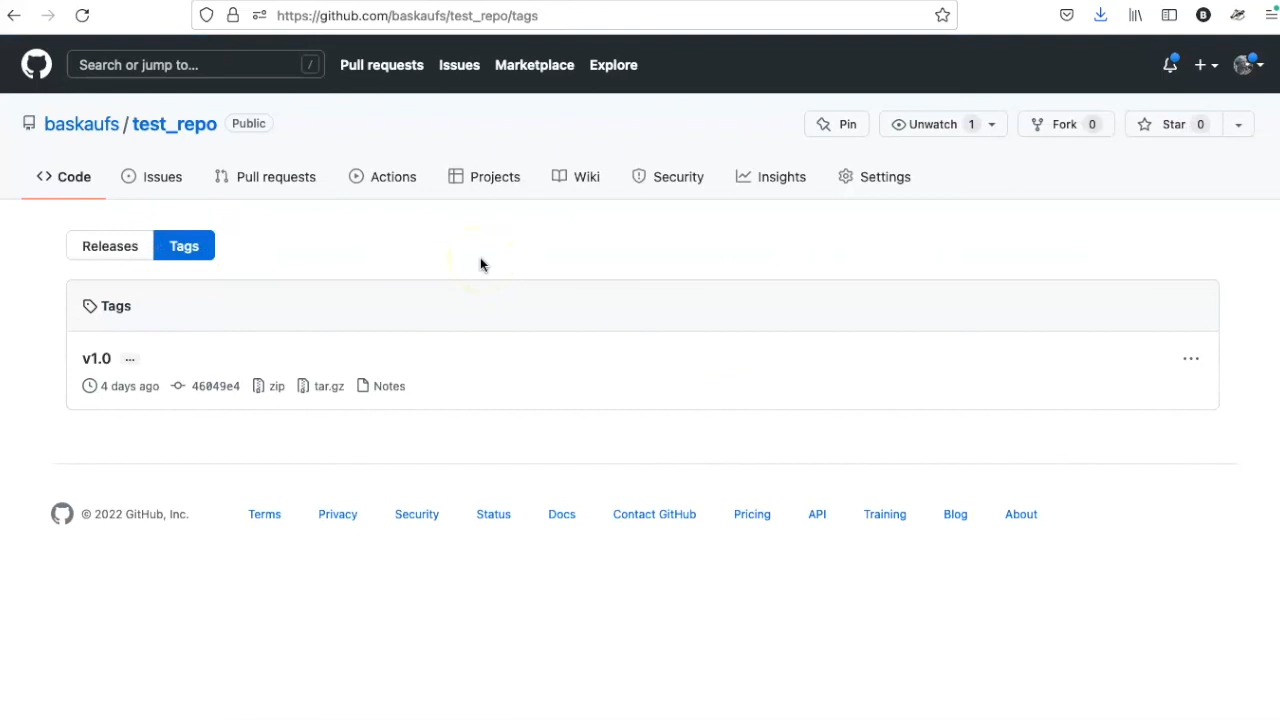 https://github.com/baskaufs/test_repo/tags
Search or jump to... / Pull requests Issues Marketplace Explore
baskaufs / test_repo Public Pin Unwatch 1 Fork 0 Star 0
Code Issues Pull requests Actions Projects Wiki Security Insights Settings
Releases Tags
Tags
v1.0 ...
4 days ago 46049e4 zip tar.gz Notes
© 2022 GitHub, Inc. Terms Privacy Security Status Docs Contact GitHub Pricing API Training Blog About